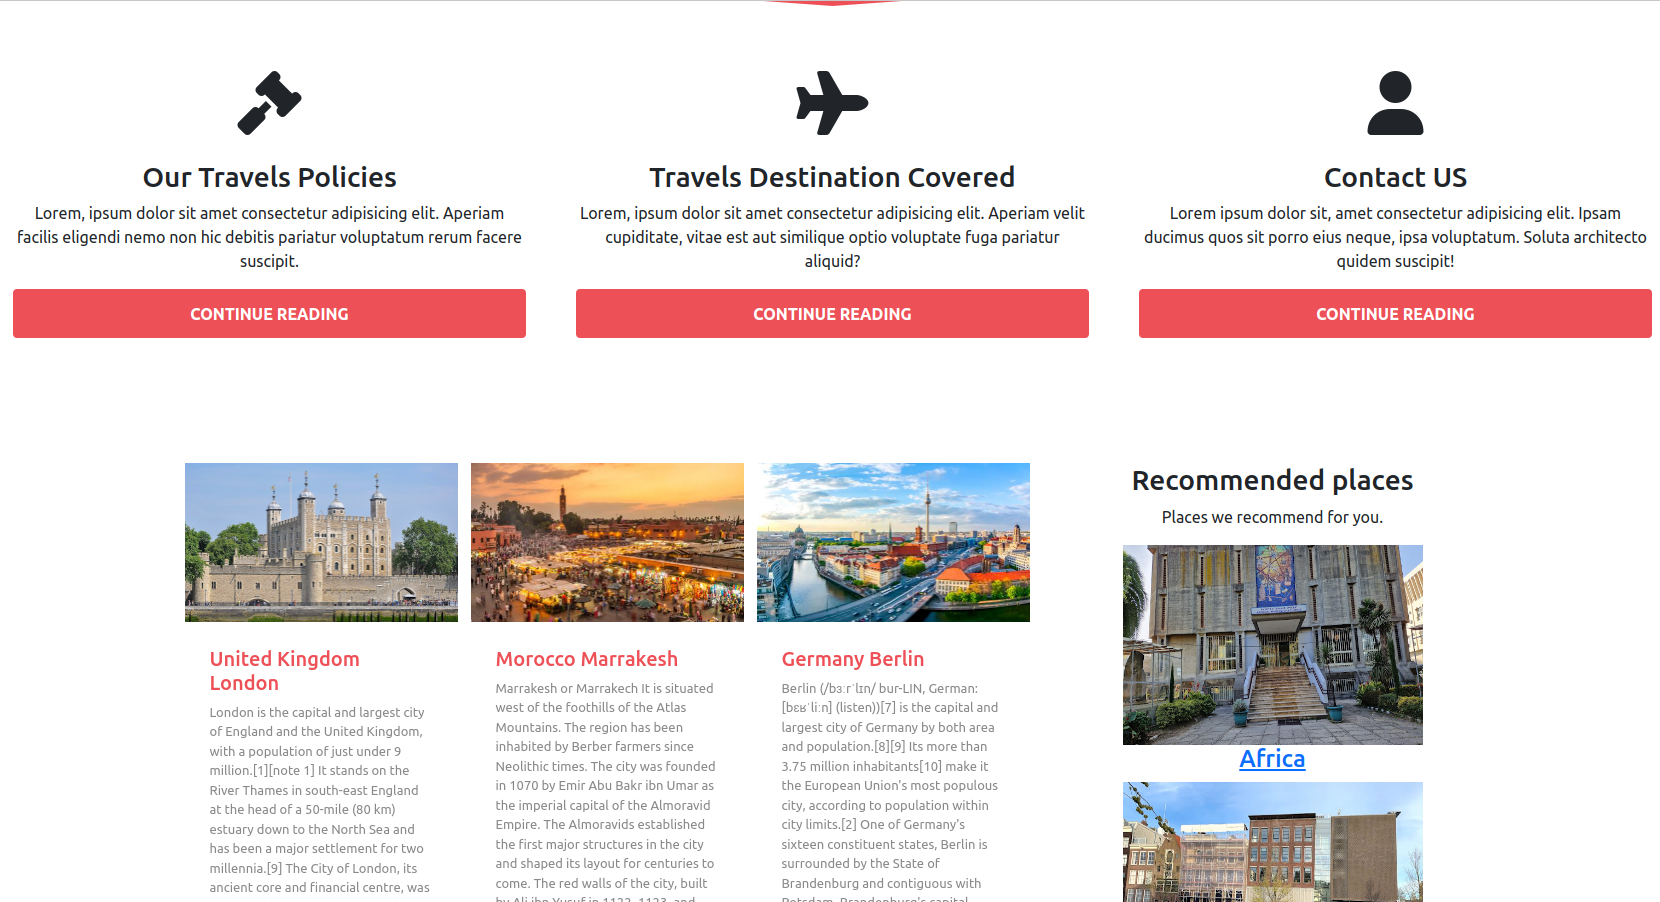 Our Travels Policies
Lorem, ipsum dolor sit amet consectetur adipisicing elit. Aperiam
facilis eligendi nemo non hic debitis pariatur voluptatum rerum facere
suscipit.
CONTINUE READING
Travels Destination Covered
Lorem, ipsum dolor sit amet consectetur adipisicing elit. Aperiam velit
cupiditate, vitae est aut similique optio voluptate fuga pariatur
aliquid?
CONTINUE READING
Contact US
Lorem ipsum dolor sit, amet consectetur adipisicing elit. Ipsam
ducimus quos sit porro eius neque, ipsa voluptatum. Soluta architecto
quidem suscipit!
CONTINUE READING
United Kingdom
London
London is the capital and largest city
of England and the United Kingdom,
with a population of just under 9
million.[1][note 1] It stands on the
River Thames in south-east England
at the head of a 50-mile (80 km)
estuary down to the North Sea and
has been a major settlement for two
millennia.[9] The City of London, its
ancient core and financial centre, was
Morocco Marrakesh
Marrakesh or Marrakech It is situated
west of the foothills of the Atlas
Mountains. The region has been
inhabited by Berber farmers since
Neolithic times. The city was founded
in 1070 by Emir Abu Bakr ibn Umar as
the imperial capital of the Almoravid
Empire. The Almoravids established
the first major structures in the city
and shaped its layout for centuries to
come. The red walls of the city, built
by Ali ibn Yusuf in 1122-1123, and
Germany Berlin
Berlin (/bɜːrˈlɪn/ bur-LIN, German:
[bɛʁˈliːn] (listen))[7] is the capital and
largest city of Germany by both area
and population.[8][9] Its more than
3.75 million inhabitants[10] make it
the European Union's most populous
city, according to population within
city limits.[2] One of Germany's
sixteen constituent states, Berlin is
surrounded by the State of
Brandenburg and contiguous with
Potsdam, Brandenburg's capital.
Recommended places
Places we recommend for you.
Africa